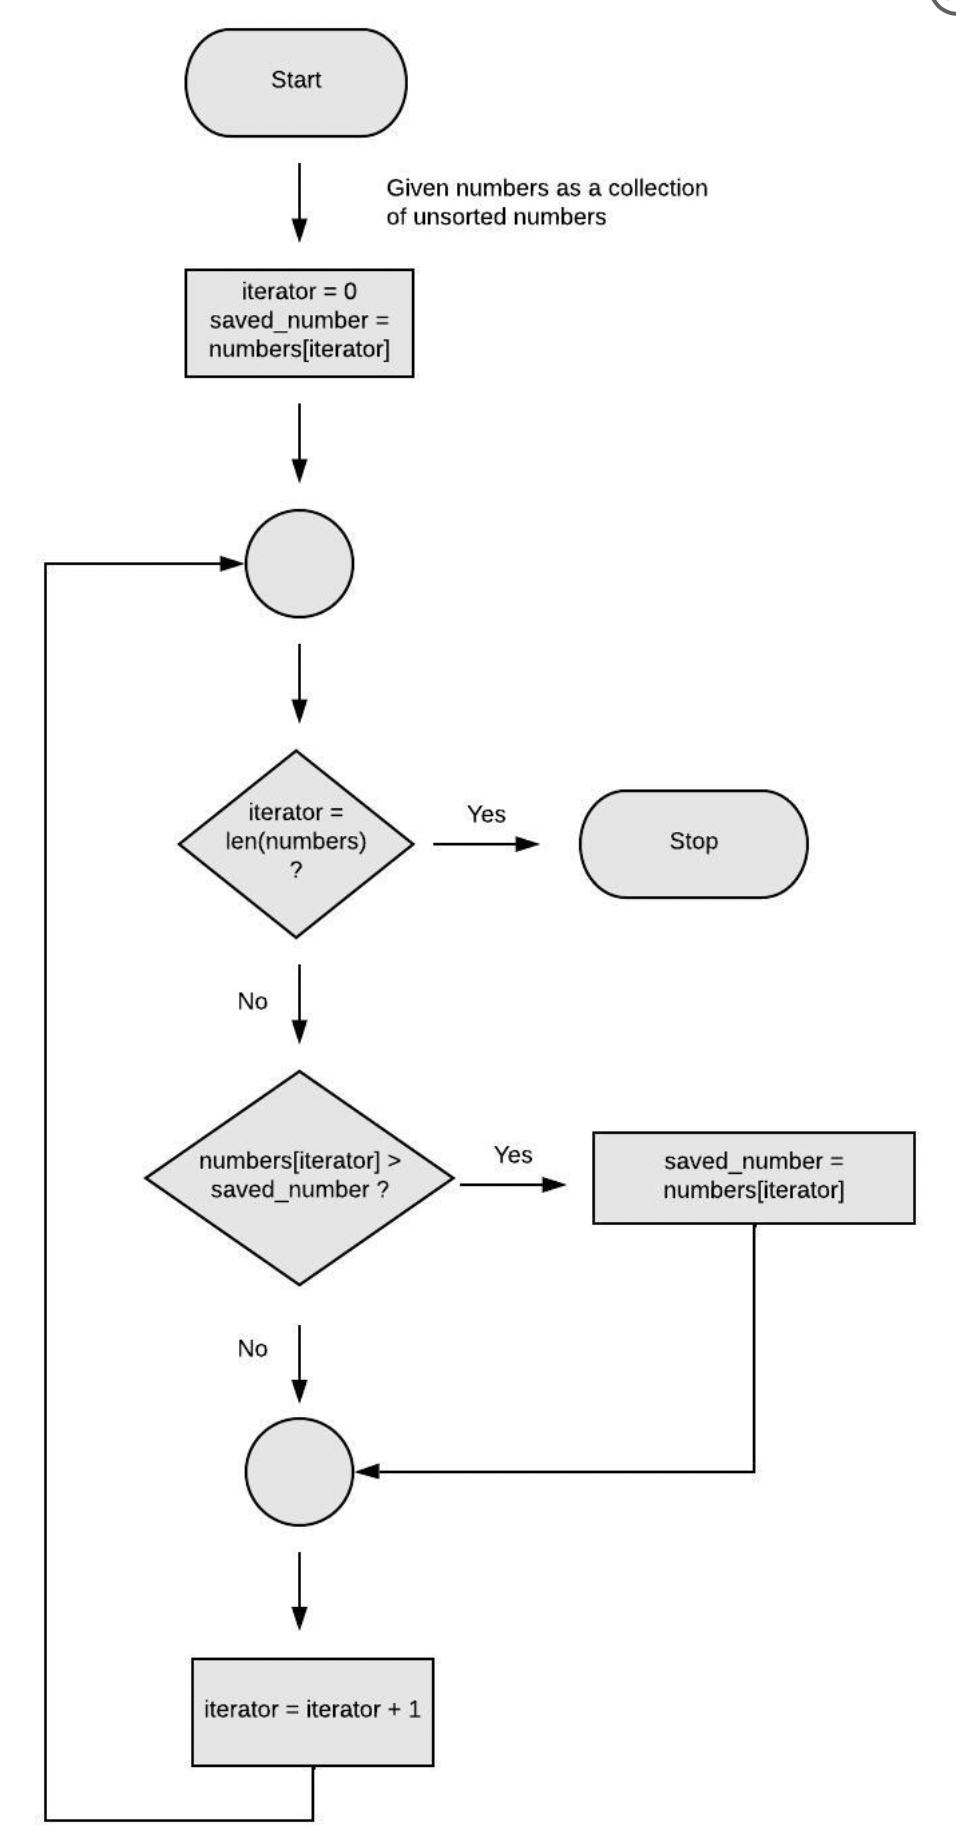 Start
Given numbers as a collection
of unsorted numbers
iterator = 0
saved_number =
numbers[iterator]
iterator =
len(numbers)
?
Yes
Stop
No
numbers[iterator] >
saved_number ?
Yes
saved_number =
numbers[iterator]
No
iterator = iterator + 1